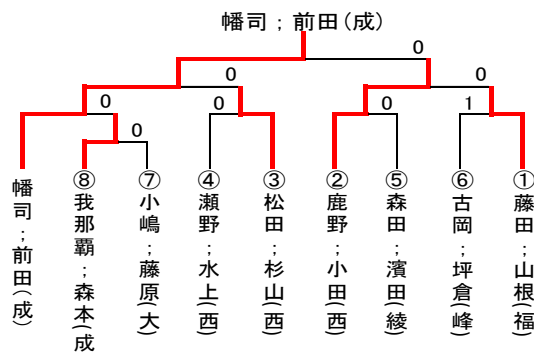 幡司;前田(成)
0
0 0
0 0 0 1
0
幡司;前田(成)
⑧我那覇;森本(成
⑦小嶋;藤原(大)
④瀬野;水上(西)
③松田;杉山(西)
②鹿野;小田(西)
⑤森田;濱田(綾)
⑥古岡;坪倉(峰)
①藤田;山根(福)